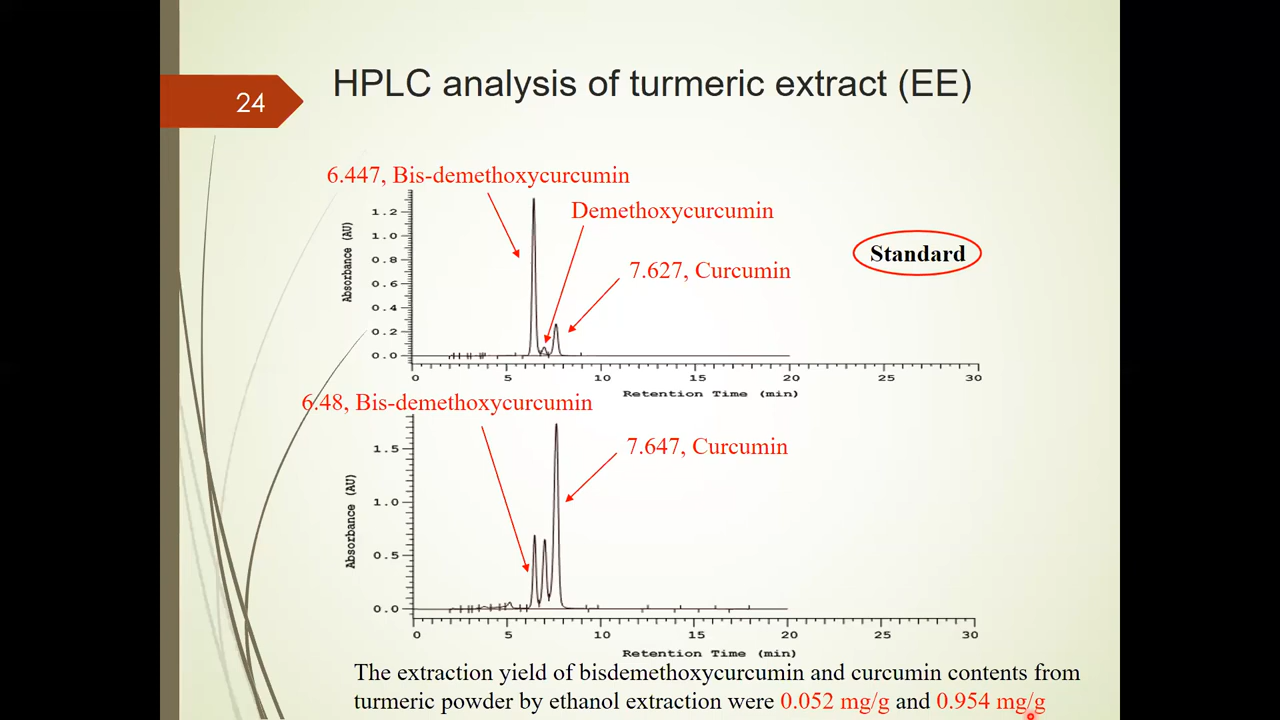 24
HPLC analysis of turmeric extract (EE)
6.447, Bis-demethoxycurcumin
Demethoxycurcumin
7.627, Curcumin
Standard
Absorbance (AU)
1.2
1.0
0.8
0.6
0.4
0.2
0.0
0 5 10 15 20 25 30
Retention Time (min)
6.48, Bis-demethoxycurcumin
7.647, Curcumin
Absorbance (AU)
1.5
1.0
0.5
0.0
0 5 10 15 20 25 30
Retention Time (min)
The extraction yield of bisdemethoxycurcumin and curcumin contents from
turmeric powder by ethanol extraction were 0.052 mg/g and 0.954 mg/g